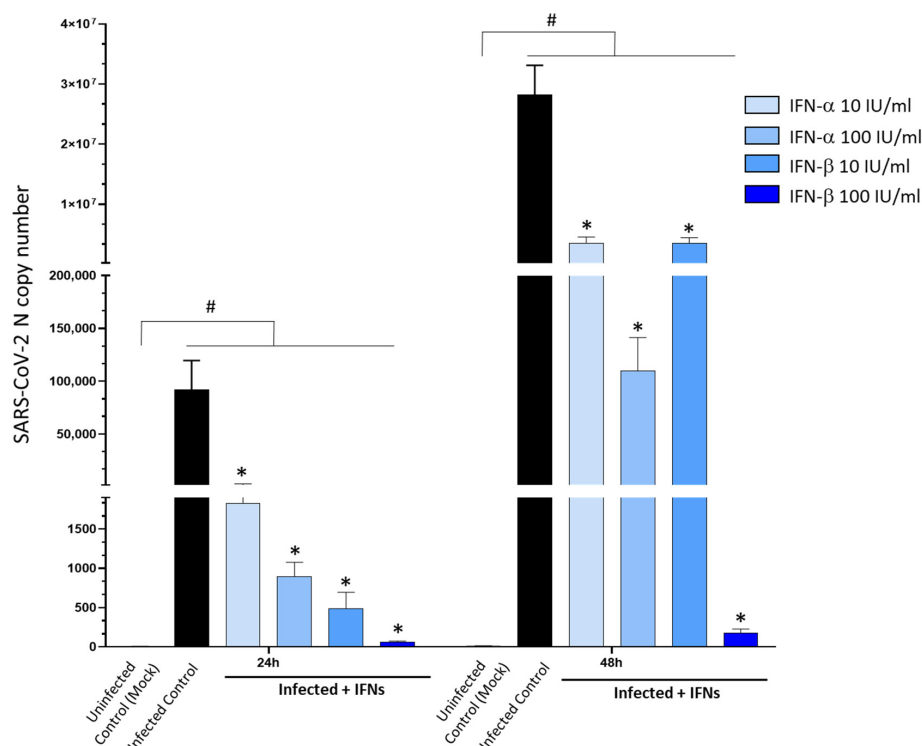 SARS-CoV-2 N copy number
4×10⁷
3×10⁷
2×10⁷
1×10⁷
200,000
150,000
100,000
50,000
1500
1000
500
0
#
*
*
*
*
#
*
*
*
*
IFN-α 10 IU/ml
IFN-α 100 IU/ml
IFN-β 10 IU/ml
IFN-β 100 IU/ml
Uninfected
Control (Mock)
Infected Control
24h
Infected + IFNs
Uninfected
Control (Mock)
Infected Control
48h
Infected + IFNs